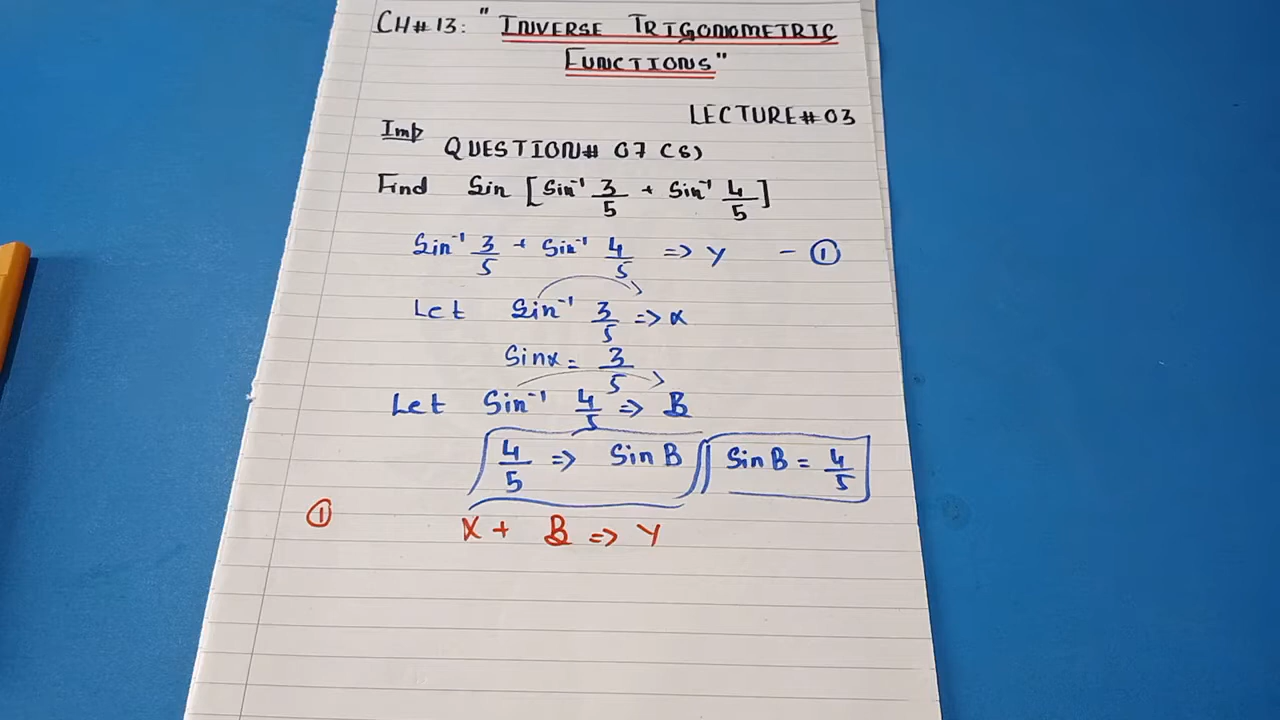 CH# 13: " INVERSE TRIGONOMETRIC
FUNCTIONS"
LECTURE# 03
Imp
QUESTION# 07 (6)
Find Sin [Sin⁻¹ 3/5 + Sin⁻¹ 4/5]
Sin⁻¹ 3/5 + Sin⁻¹ 4/5 => y - ①
Let Sin⁻¹ 3/5 => α
Sinα = 3/5
Let Sin⁻¹ 4/5 => B
4/5 => Sin B Sin B = 4/5
① α + B => y